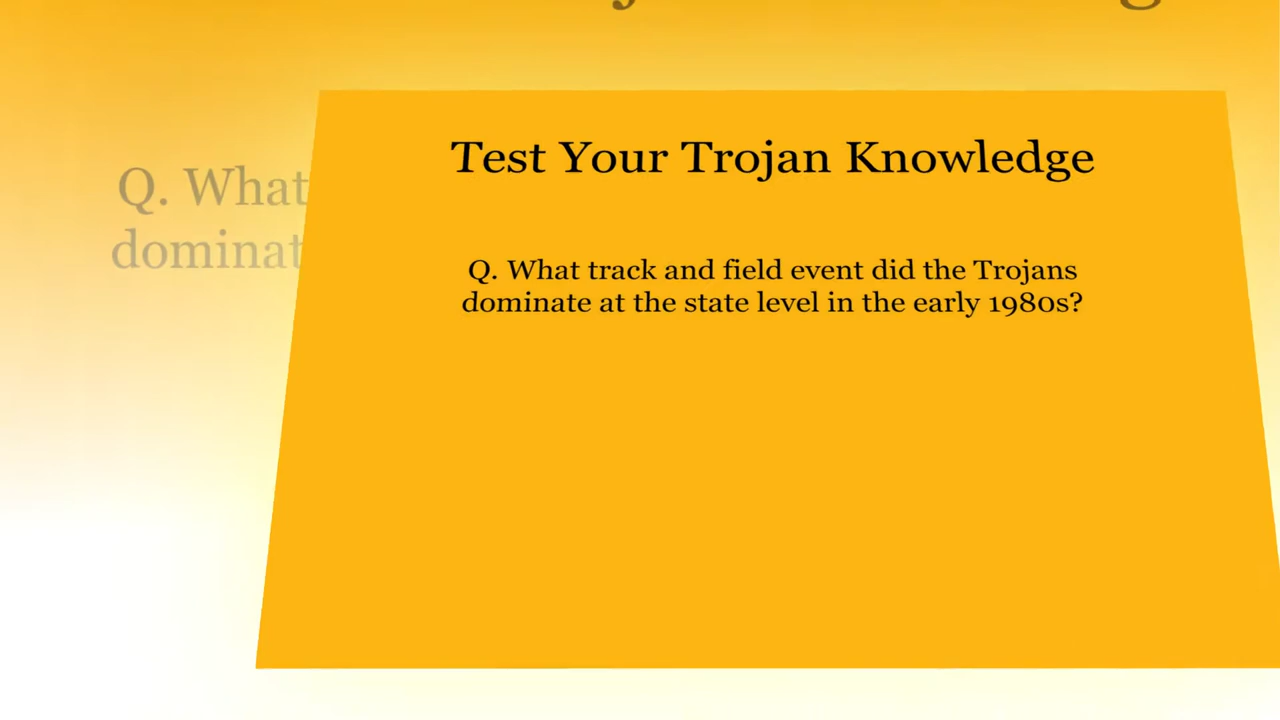 Q. What
dominat
Test Your Trojan Knowledge
Q. What track and field event did the Trojans
dominate at the state level in the early 1980s?